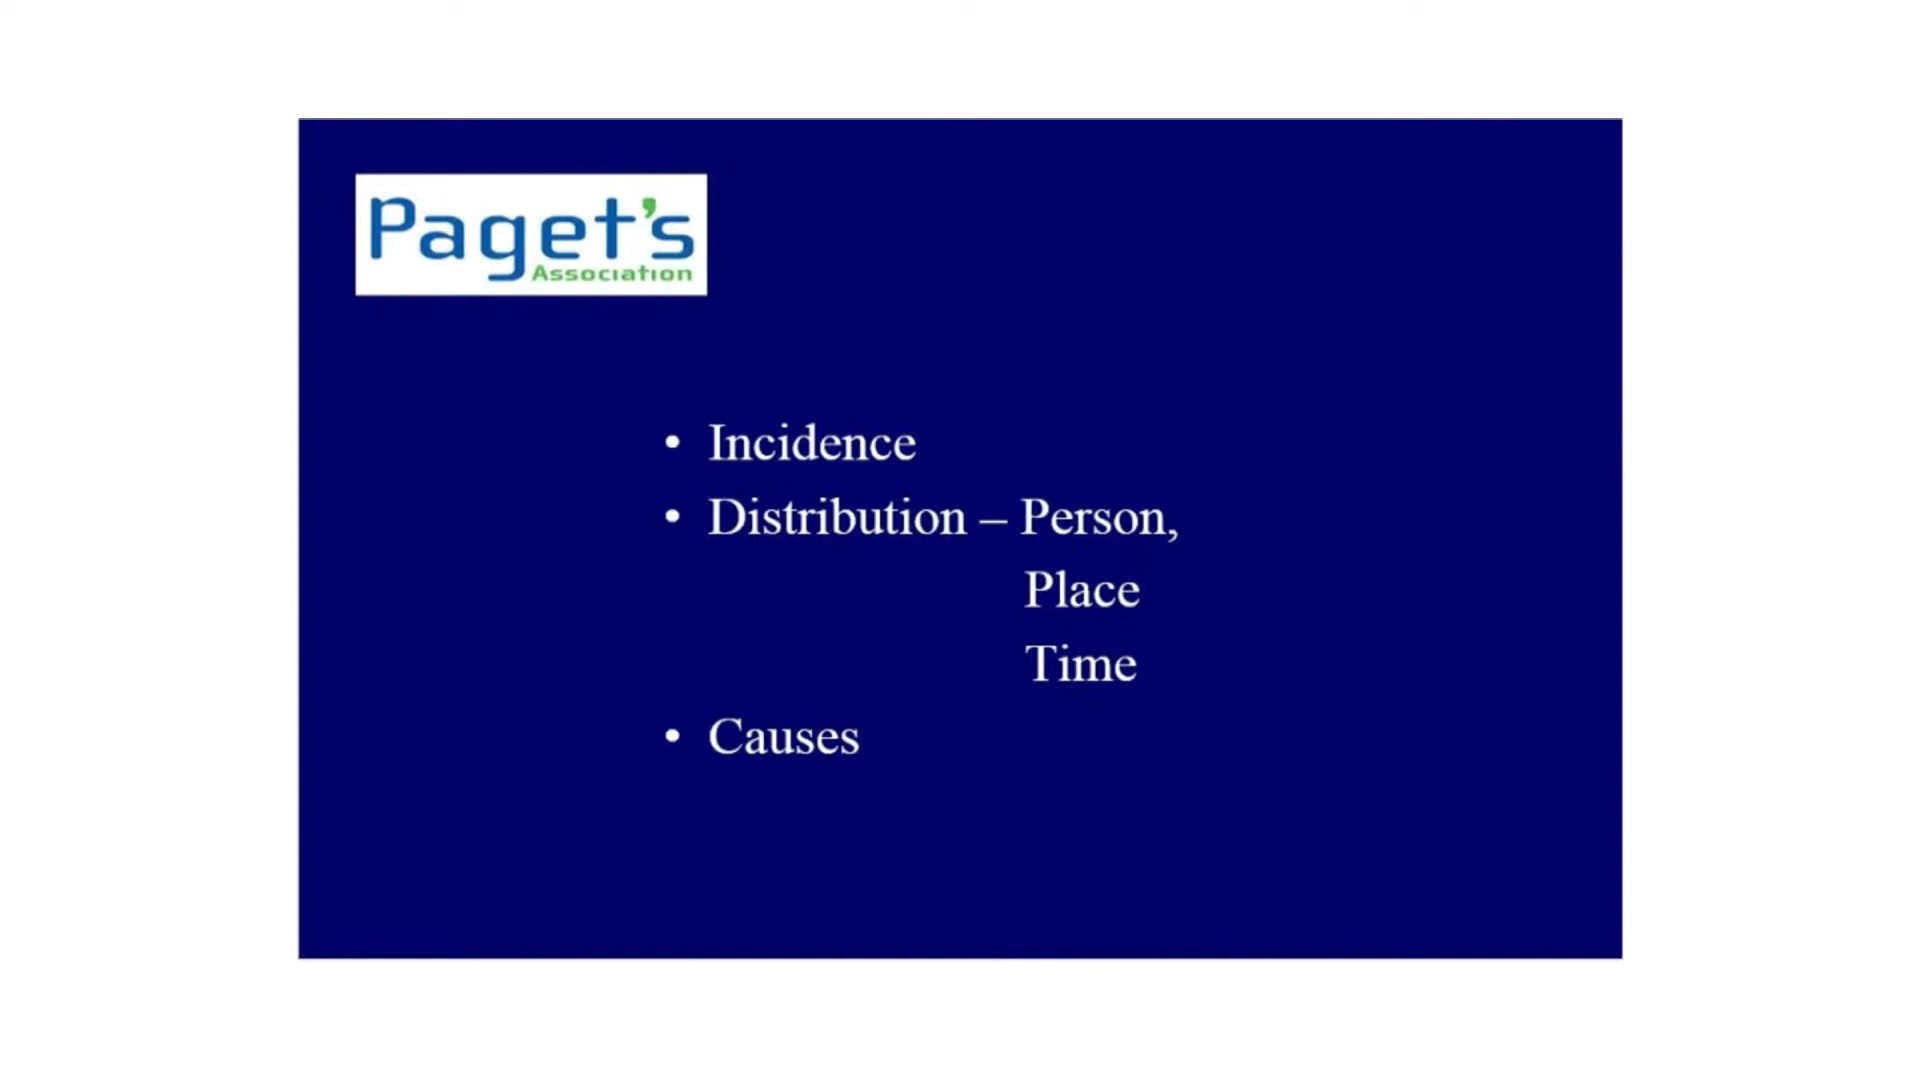 Paget's
Association
• Incidence
• Distribution – Person,
Place
Time
• Causes